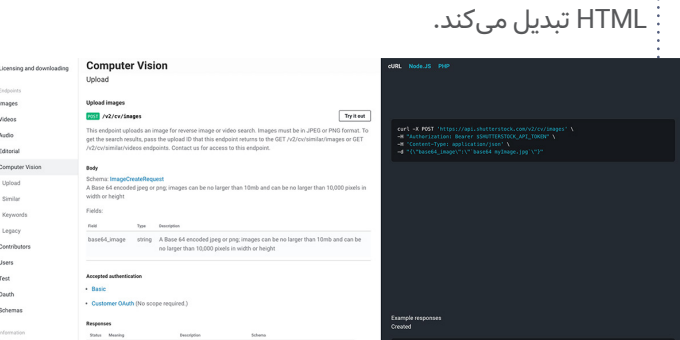 HTML تبدیل می‌کند.
Licensing and downloading
Endpoints
Images
Videos
Audio
Editorial
Computer Vision
Upload
Similar
Keywords
Legacy
Contributors
Users
Test
Oauth
Schemas
Information
Computer Vision
Upload
Upload images
POST /v2/cv/images
Try it out
This endpoint uploads an image for reverse image or video search. Images must be in JPEG or PNG format. To
get the search results, pass the upload ID that this endpoint returns to the GET /v2/cv/similar/images or GET
/v2/cv/similar/videos endpoints. Contact us for access to this endpoint.
Body
Schema: ImageCreateRequest
A Base 64 encoded jpeg or png; images can be no larger than 10mb and can be no larger than 10,000 pixels in
width or height
Fields:
Field Type Description
base64_image string A Base 64 encoded jpeg or png; images can be no larger than 10mb and can be
no larger than 10,000 pixels in width or height
Accepted authentication
• Basic
• Customer OAuth (No scope required.)
Responses
Status Meaning Description Schema
cURL Node.JS PHP
curl -X POST "https://api.shutterstock.com/v2/cv/images" \
-H "Authorization: Bearer $SHUTTERSTOCK_API_TOKEN" \
-H "Content-Type: application/json" \
-d "{\"base64_image\":\"`base64 myImage.jpg`\"}"
Example responses
Created